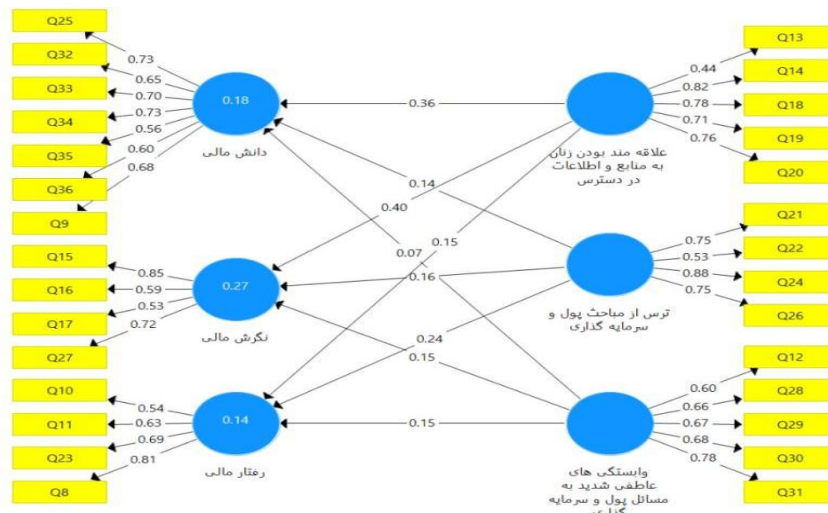 Q25
Q32
Q33
Q34
Q35
Q36
Q9
0.73
0.65
0.70
0.73
0.56
0.60
0.68
0.18
دانش مالی
Q15
Q16
Q17
Q27
0.85
0.59
0.53
0.72
0.27
نگرش مالی
Q10
Q11
Q23
Q8
0.54
0.63
0.69
0.81
0.14
رفتار مالی
0.36
0.14
0.40
0.15
0.07
0.16
0.24
0.15
0.15
علاقه مند بودن زنان
به منابع و اطلاعات
در دسترس
0.44
0.82
0.78
0.71
0.76
Q13
Q14
Q18
Q19
Q20
ترس از مباحث پول و
سرمایه گذاری
0.75
0.53
0.88
0.75
Q21
Q22
Q24
Q26
وابستگی های
عاطفی شدید به
مسائل پول و سرمایه
گذاری
0.60
0.66
0.67
0.68
0.78
Q12
Q28
Q29
Q30
Q31